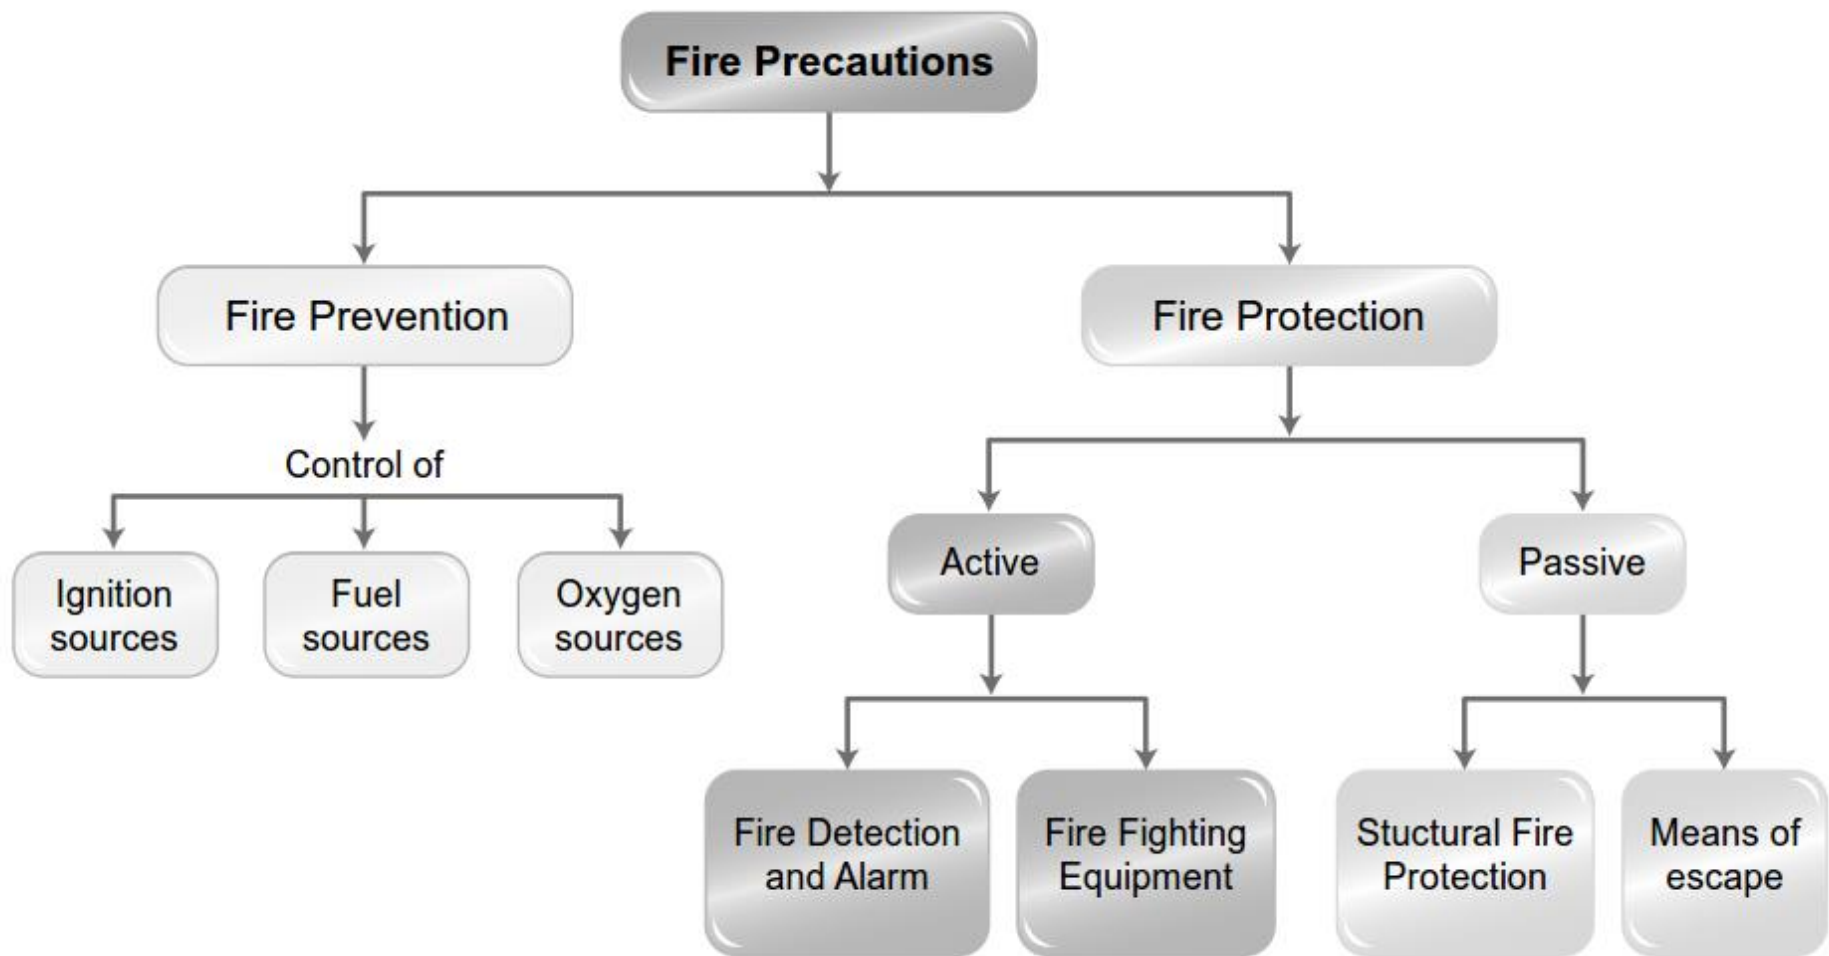 Fire Precautions
Fire Prevention
Fire Protection
Control of
Ignition
sources
Fuel
sources
Oxygen
sources
Active
Passive
Fire Detection
and Alarm
Fire Fighting
Equipment
Stuctural Fire
Protection
Means of
escape